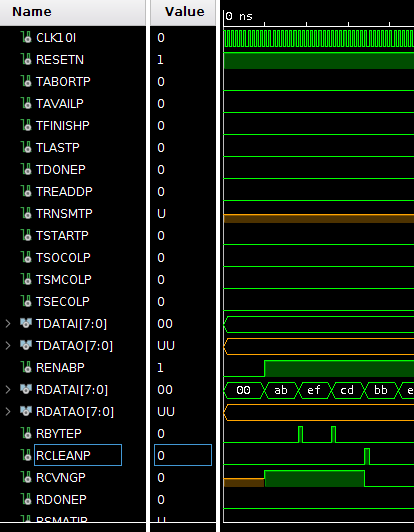 Name Value 0 ns
CLK10I 0
RESETN 1
TABORTP 0
TAVAILP 0
TFINISHP 0
TLASTP 0
TDONEP 0
TREADDP 0
TRNSMTP U
TSTARTP 0
TSOCOLP 0
TSMCOLP 0
TSECOLP 0
TDATAI[7:0] 00
TDATAO[7:0] UU
RENABP 1
RDATAI[7:0] 00 00 ab ef cd bb
RDATAO[7:0] UU
RBYTEP 0
RCLEANP 0
RCVNGP 0
RDONEP 0